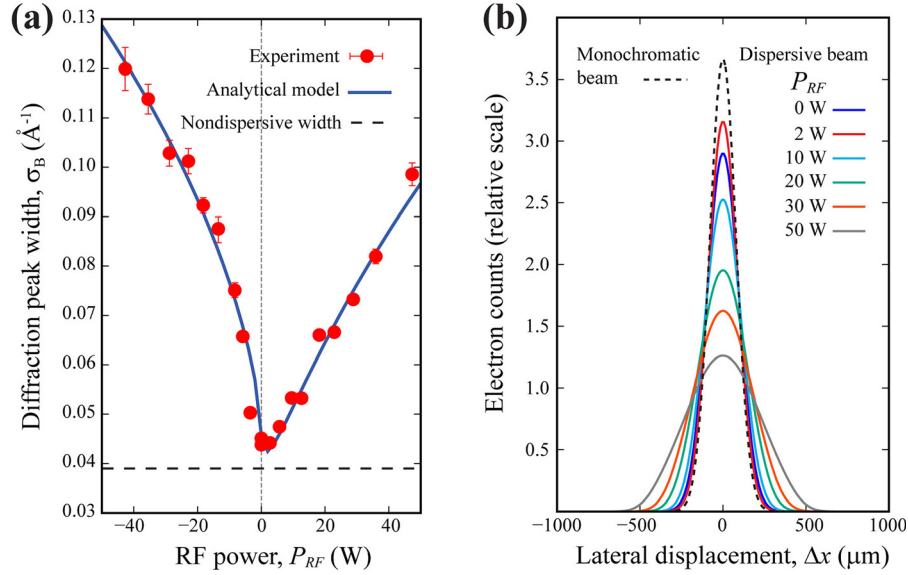 (a)
0.13
0.12
0.11
0.10
0.09
0.08
0.07
0.06
0.05
0.04
0.03
Diffraction peak width, σB (Å-1)
Experiment
Analytical model
Nondispersive width
−40
−20
0
20
40
RF power, PRF (W)
(b)
3.5
3.0
2.5
2.0
1.5
1.0
0.5
Electron counts (relative scale)
Monochromatic
beam
Dispersive beam
PRF
0 W
2 W
10 W
20 W
30 W
50 W
−1000
−500
0
500
1000
Lateral displacement, Δx (μm)